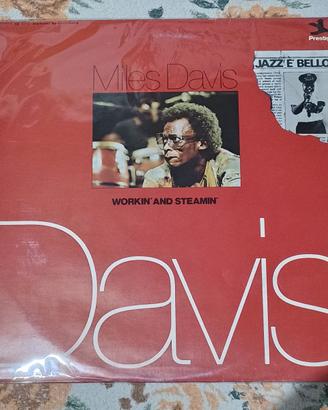 Prestige
JAZZ È BELLO
Miles Davis
WORKIN' AND STEAMIN'
Davis